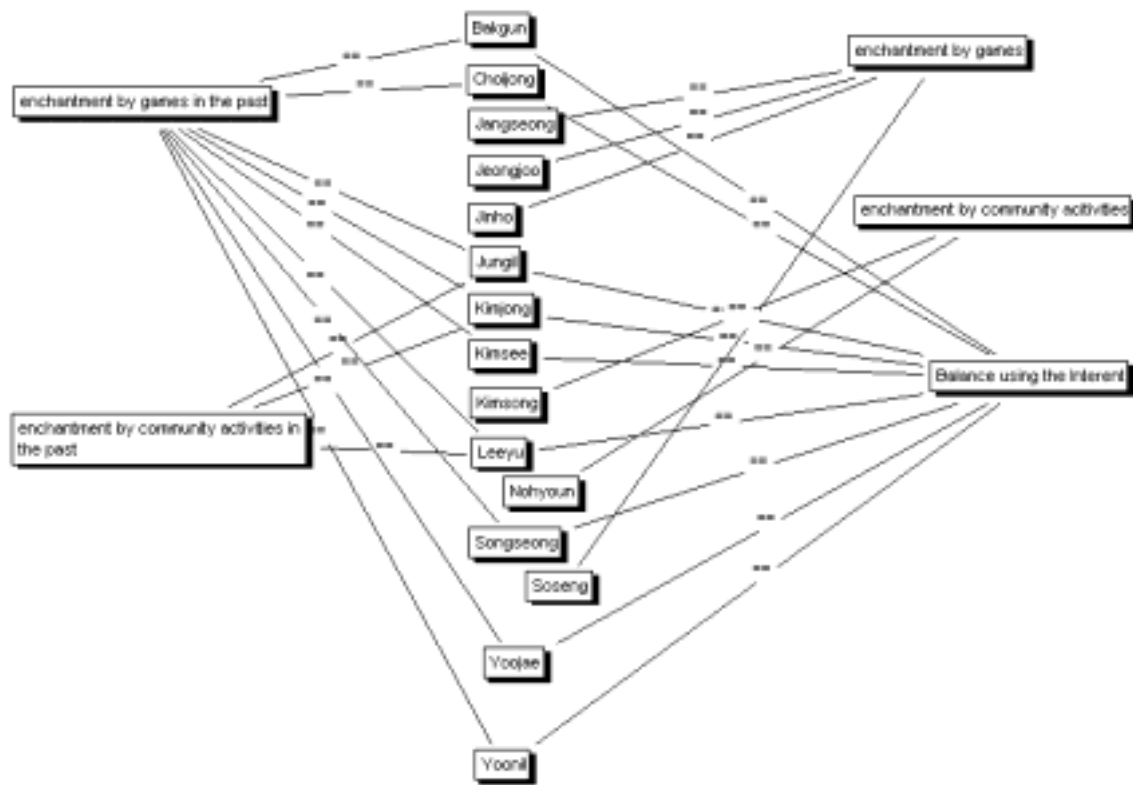 Bakgun
enchantment by games
Choijong
enchantment by games in the past
Jangseong
Jeongjoo
Jinho
enchantment by community acitivities
Jungil
Kimjong
Kimsee
Balance using the Interent
Kimsong
enchantment by community activities in
the past
Leeyu
Nohyoun
Songseong
Soseng
Yoojae
Yoonil